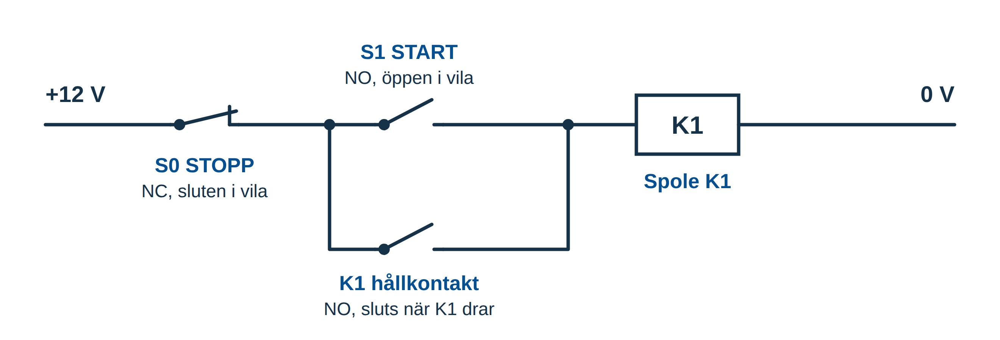 S1 START
NO, öppen i vila
+12 V
0 V
K1
S0 STOPP
NC, sluten i vila
Spole K1
K1 hållkontakt
NO, sluts när K1 drar